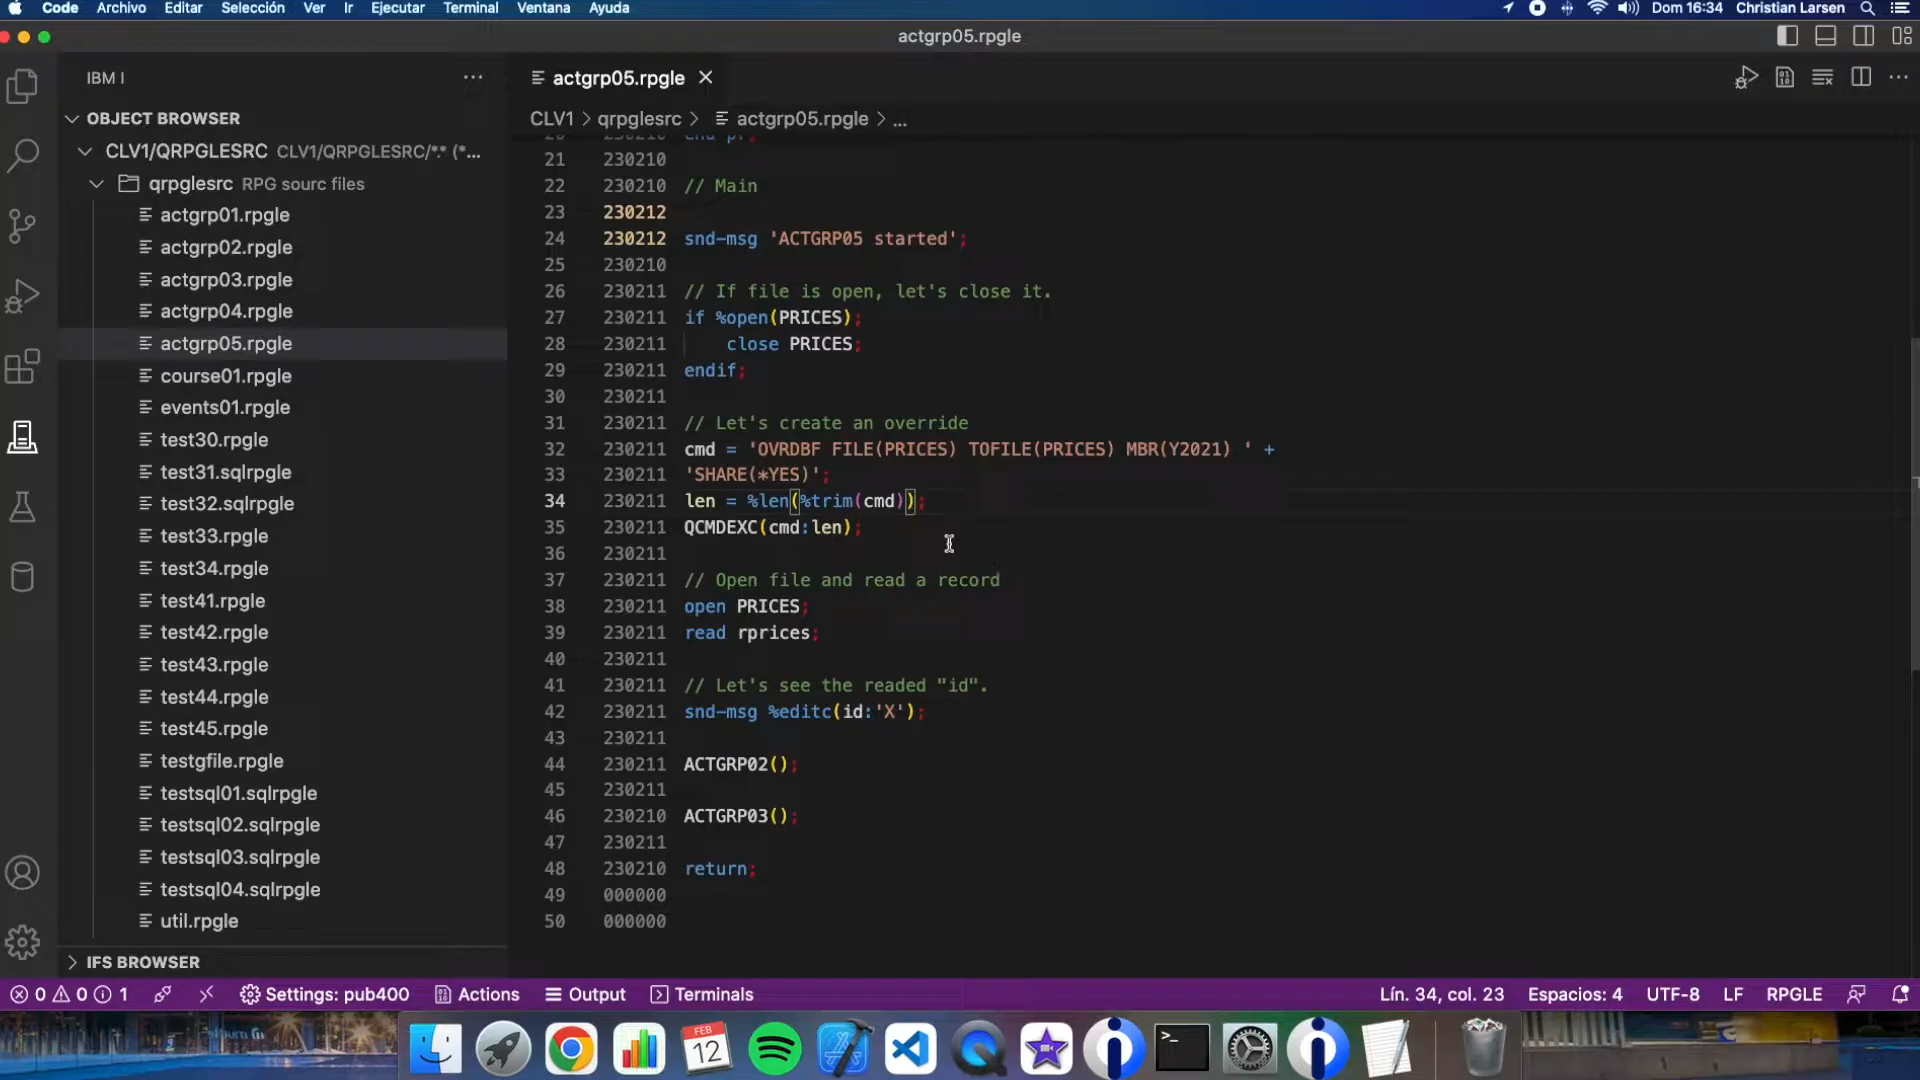 Code Archivo Editar Selección Ver Ir Ejecutar Terminal Ventana Ayuda Dom 16:34 Christian Larsen
actgrp05.rpgle
IBM I ···
actgrp05.rpgle
OBJECT BROWSER
CLV1 > qrpglesrc > actgrp05.rpgle > ...
CLV1/QRPGLESRC CLV1/QRPGLESRC/*.* (*...
qrpglesrc RPG sourc files
actgrp01.rpgle
actgrp02.rpgle
actgrp03.rpgle
actgrp04.rpgle
actgrp05.rpgle
course01.rpgle
events01.rpgle
test30.rpgle
test31.sqlrpgle
test32.sqlrpgle
test33.rpgle
test34.rpgle
test41.rpgle
test42.rpgle
test43.rpgle
test44.rpgle
test45.rpgle
testgfile.rpgle
testsql01.sqlrpgle
testsql02.sqlrpgle
testsql03.sqlrpgle
testsql04.sqlrpgle
util.rpgle
IFS BROWSER
20 230210 end-pr;
21 230210
22 230210 // Main
23 230212
24 230212 snd-msg 'ACTGRP05 started';
25 230210
26 230211 // If file is open, let's close it.
27 230211 if %open(PRICES);
28 230211 close PRICES;
29 230211 endif;
30 230211
31 230211 // Let's create an override
32 230211 cmd = 'OVRDBF FILE(PRICES) TOFILE(PRICES) MBR(Y2021) ' +
33 230211 'SHARE(*YES)';
34 230211 len = %len(%trim(cmd));
35 230211 QCMDEXC(cmd:len);
36 230211
37 230211 // Open file and read a record
38 230211 open PRICES;
39 230211 read rprices;
40 230211
41 230211 // Let's see the readed "id".
42 230211 snd-msg %editc(id:'X');
43 230211
44 230211 ACTGRP02();
45 230211
46 230210 ACTGRP03();
47 230211
48 230210 return;
49 000000
50 000000
0 0 1 Settings: pub400 Actions Output Terminals Lín. 34, col. 23 Espacios: 4 UTF-8 LF RPGLE
FEB
12